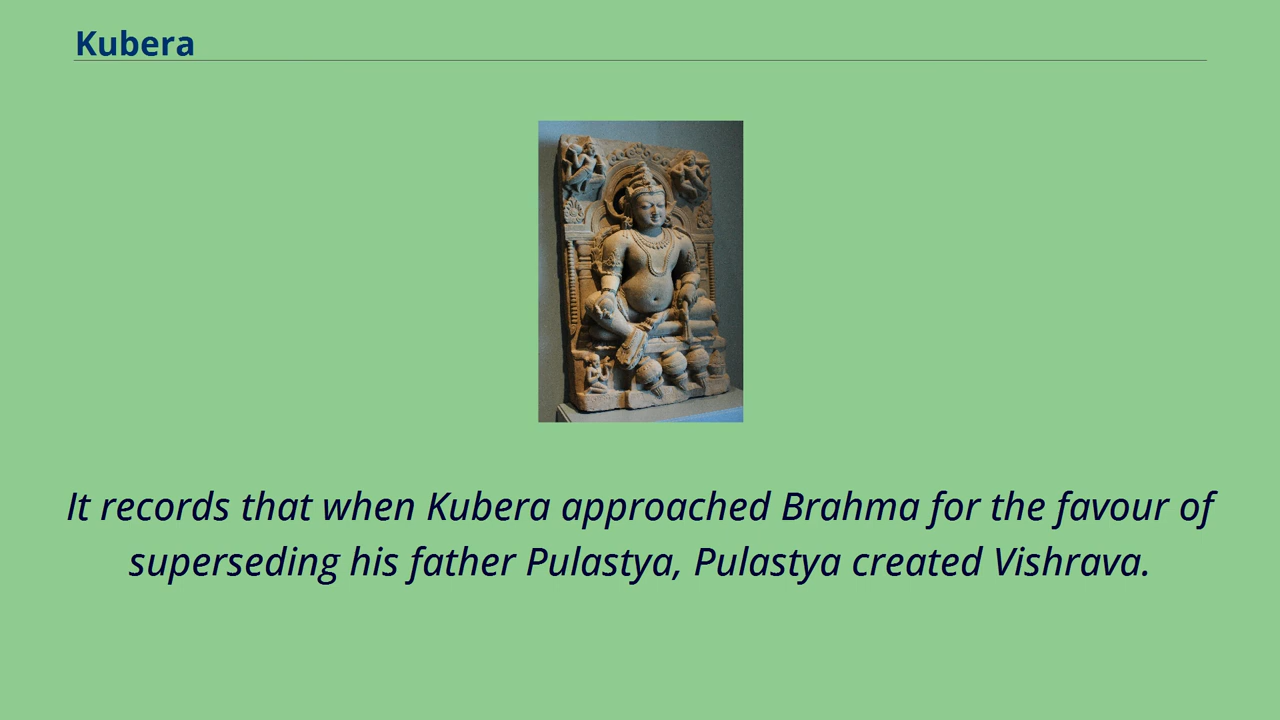 Kubera
It records that when Kubera approached Brahma for the favour of
superseding his father Pulastya, Pulastya created Vishrava.